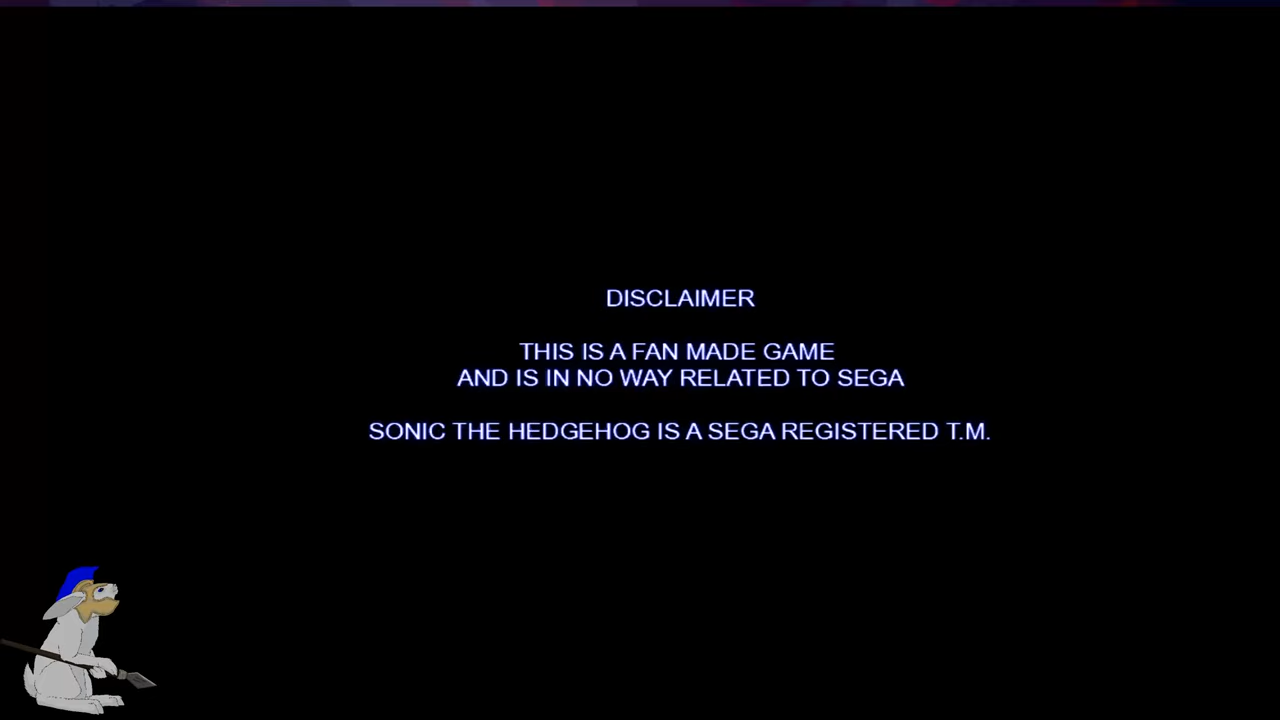 DISCLAIMER
THIS IS A FAN MADE GAME
AND IS IN NO WAY RELATED TO SEGA
SONIC THE HEDGEHOG IS A SEGA REGISTERED T.M.